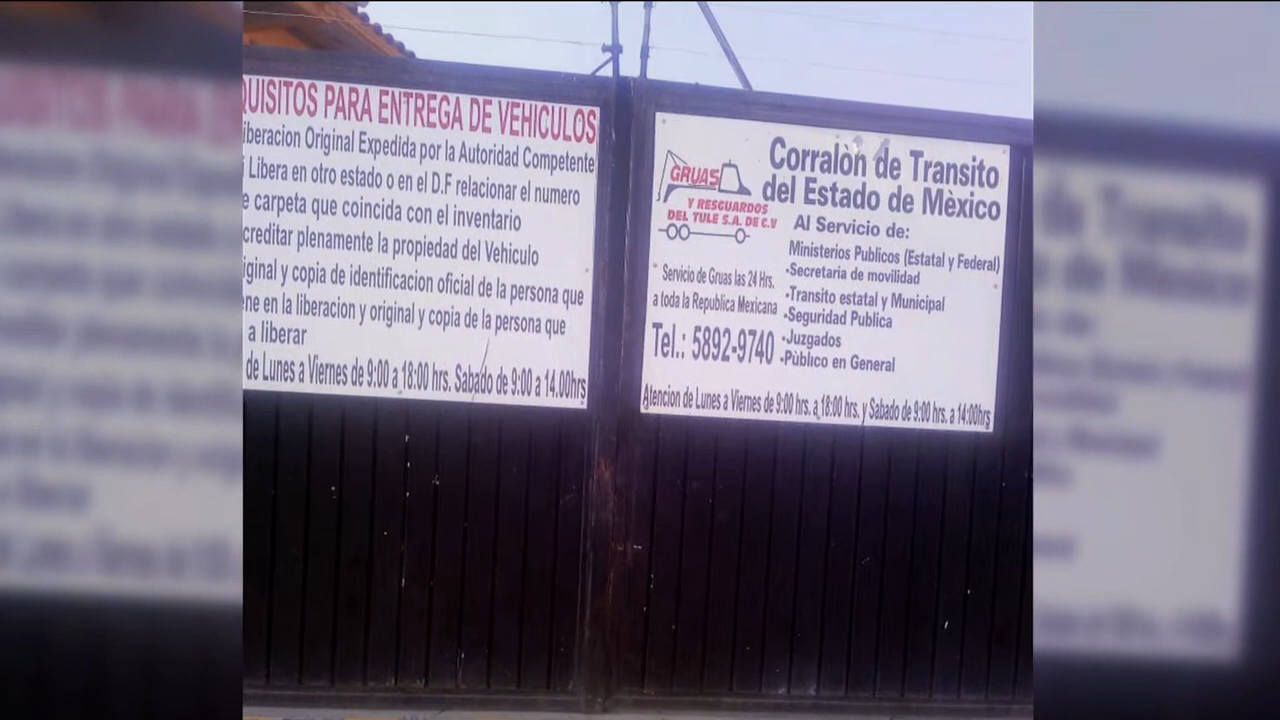 QUISITOS PARA ENTREGA DE VEHICULOS
iberacion Original Expedida por la Autoridad Competente
Libera en otro estado o en el D.F relacionar el numero
e carpeta que coincida con el inventario
creditar plenamente la propiedad del Vehiculo
iginal y copia de identificacion oficial de la persona que
ne en la liberacion y original y copia de la persona que
a liberar
de Lunes a Viernes de 9:00 a 18:00 hrs. Sabado de 9:00 a 14.00hrs
GRUAS
Y RESGUARDOS
DEL TULE S.A. DE C.V
Servicio de Gruas las 24 Hrs.
a toda la Republica Mexicana
Tel.: 5892-9740
Corralòn de Transito
del Estado de Mèxico
Al Servicio de:
Ministerios Publicos (Estatal y Federal)
•Secretaria de movilidad
•Transito estatal y Municipal
•Seguridad Publica
•Juzgados
•Pùblico en General
Atencion de Lunes a Viernes de 9:00 hrs. a 18:00 hrs. y Sabado de 9:00 hrs. a 14:00hrs